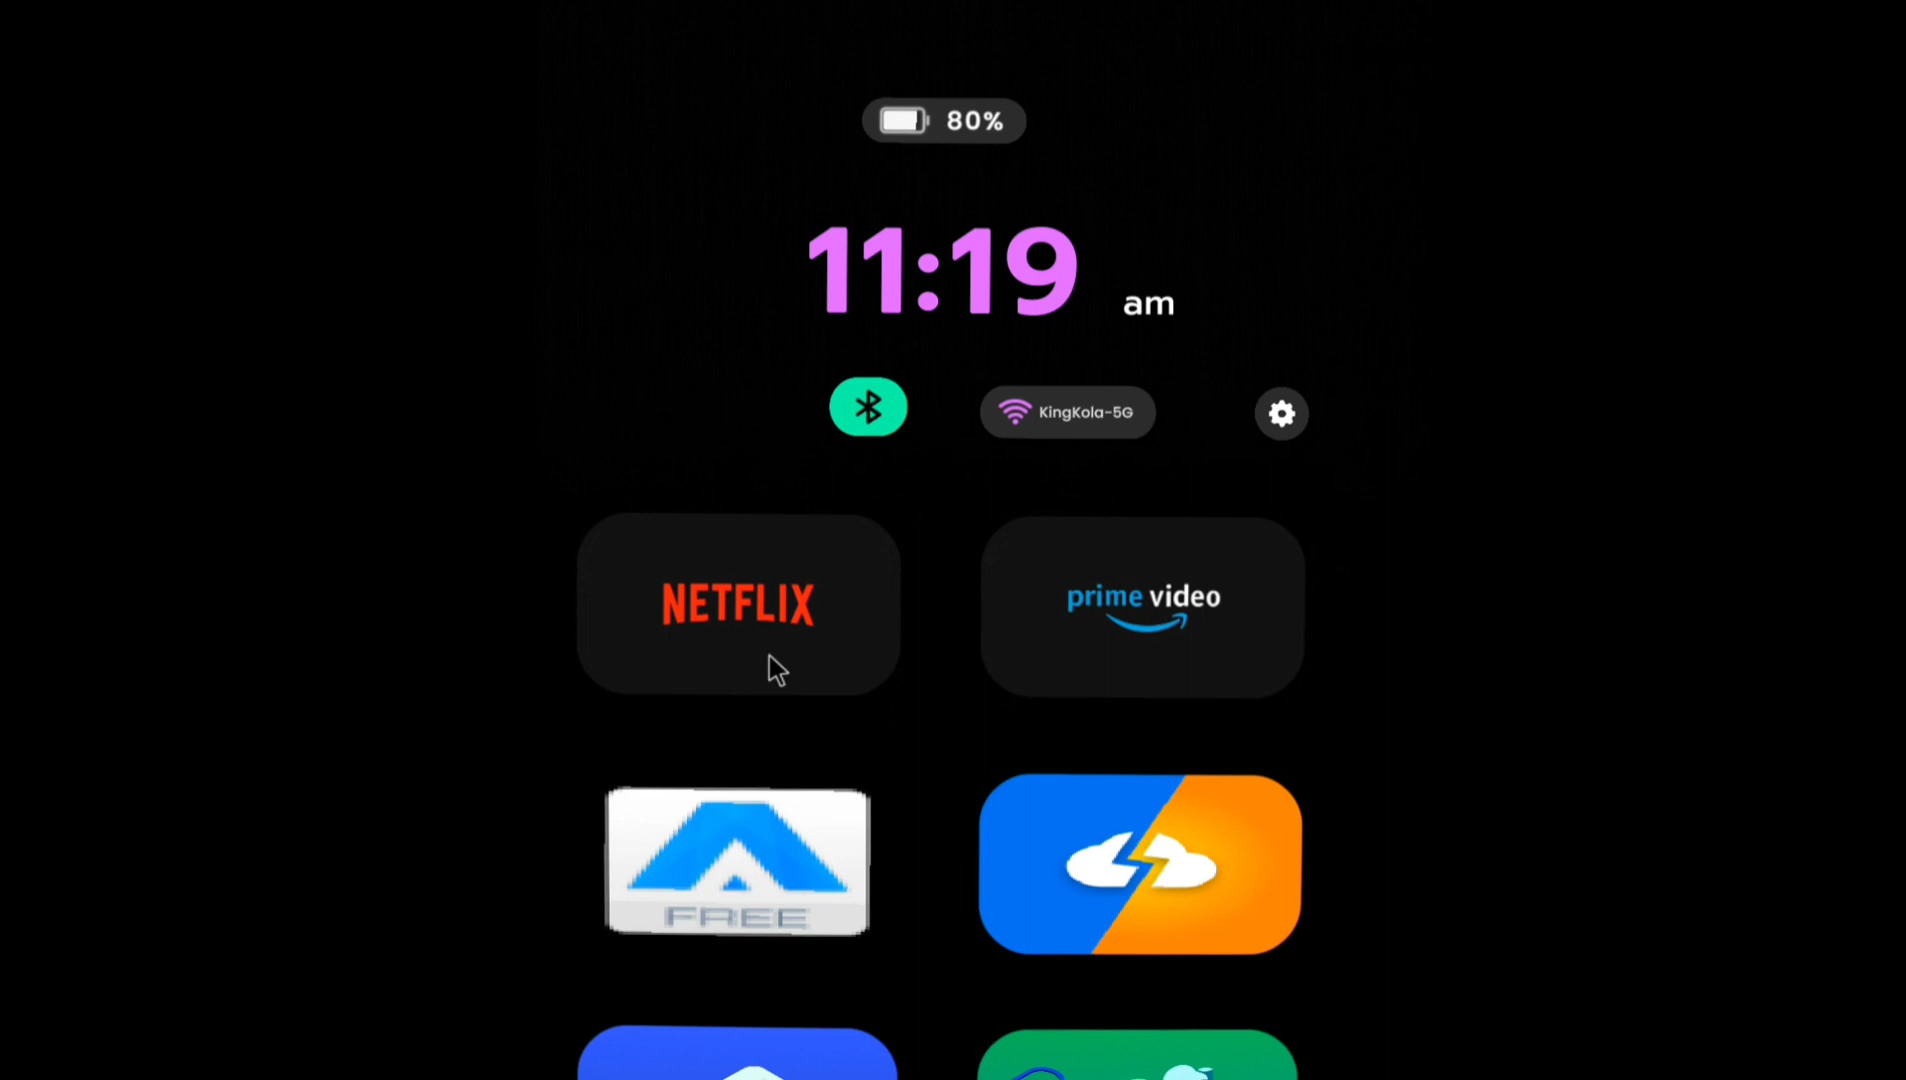 80%
11:19 am
KingKola-5G
NETFLIX
prime video
FREE